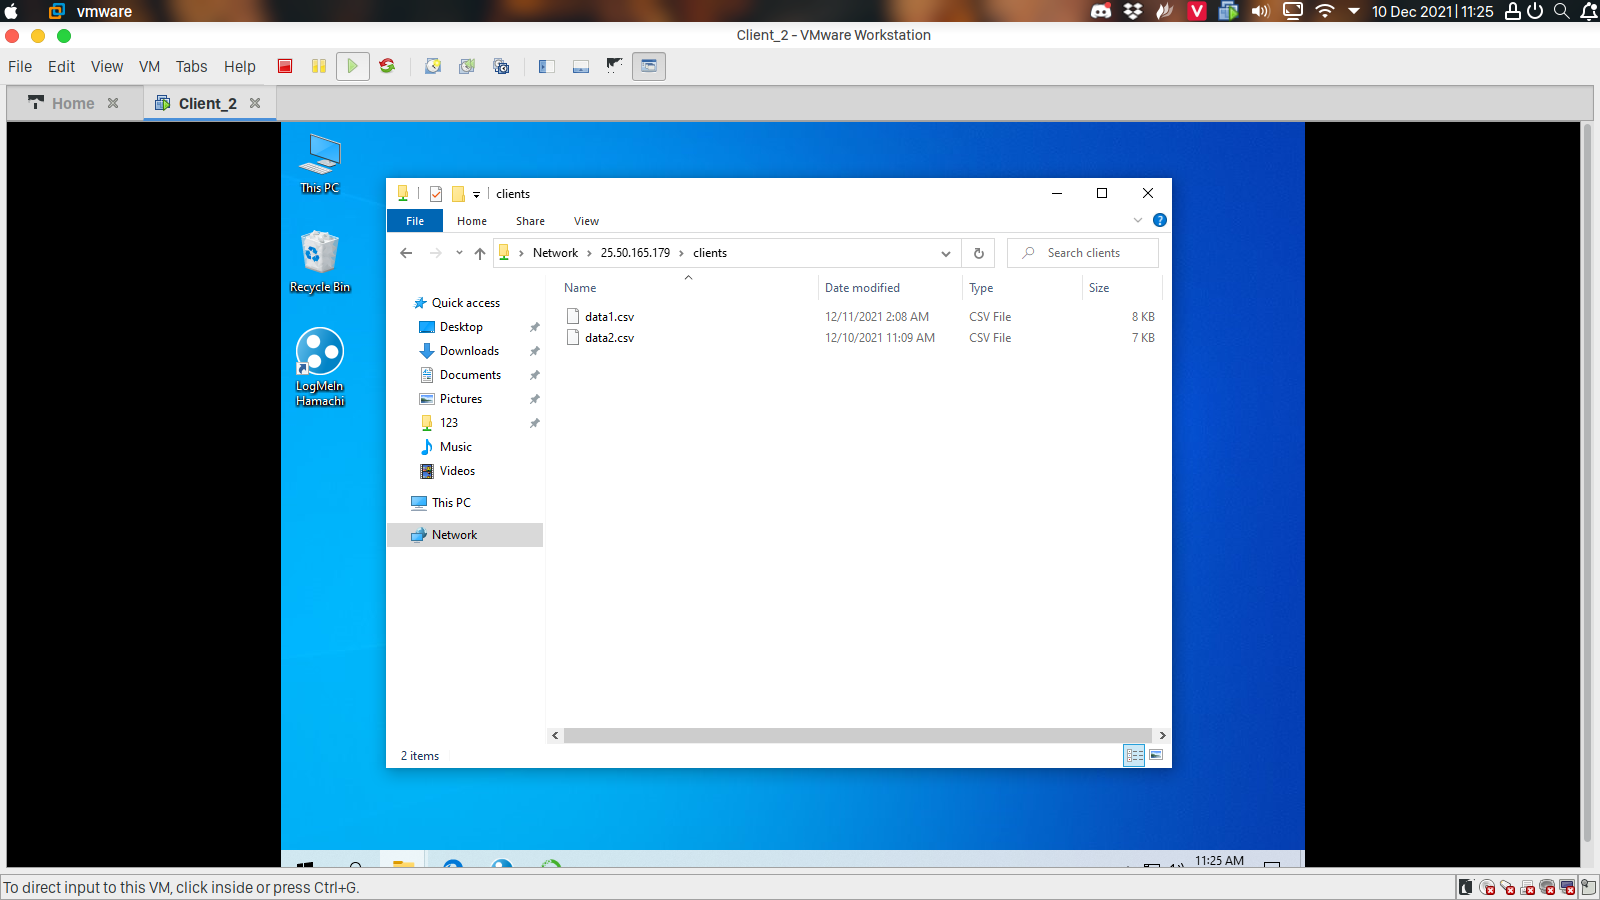 vmware
10 Dec 2021 | 11:25
Client_2 - VMware Workstation
File Edit View VM Tabs Help
Home
Client_2
This PC
Recycle Bin
LogMeIn
Hamachi
clients
File Home Share View
Network 25.50.165.179 clients
Search clients
Name Date modified Type Size
data1.csv 12/11/2021 2:08 AM CSV File 8 KB
data2.csv 12/10/2021 11:09 AM CSV File 7 KB
Quick access
Desktop
Downloads
Documents
Pictures
123
Music
Videos
This PC
Network
2 items
11:25 AM
To direct input to this VM, click inside or press Ctrl+G.